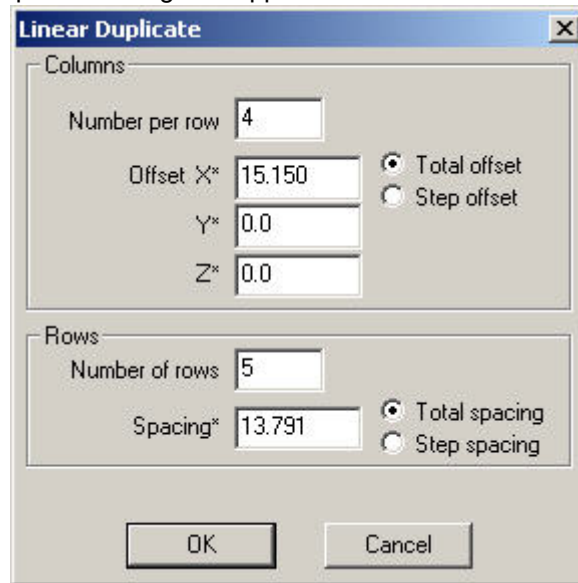 Linear Duplicate
Columns
Number per row 4
Offset X* 15.150
Total offset
Step offset
Y* 0.0
Z* 0.0
Rows
Number of rows 5
Spacing* 13.791
Total spacing
Step spacing
OK Cancel